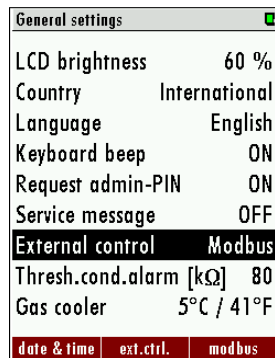 General settings
LCD brightness 60 %
Country International
Language English
Keyboard beep ON
Request admin-PIN ON
Service message OFF
External control Modbus
Thresh.cond.alarm [kΩ] 80
Gas cooler 5°C / 41°F
date & time ext.ctrl. modbus